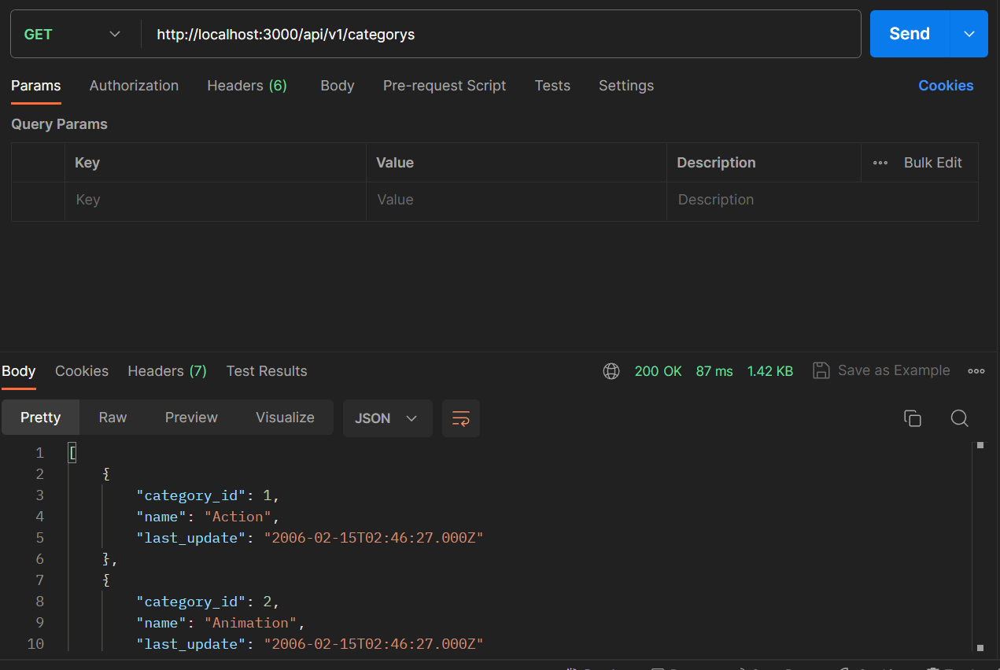 GET http://localhost:3000/api/v1/categorys Send
Params Authorization Headers (6) Body Pre-request Script Tests Settings Cookies
Query Params
Key Value Description Bulk Edit
Key Value Description
Body Cookies Headers (7) Test Results 200 OK 87 ms 1.42 KB Save as Example
Pretty Raw Preview Visualize JSON
1 [
2 {
3 "category_id": 1,
4 "name": "Action",
5 "last_update": "2006-02-15T02:46:27.000Z"
6 },
7 {
8 "category_id": 2,
9 "name": "Animation",
10 "last_update": "2006-02-15T02:46:27.000Z"